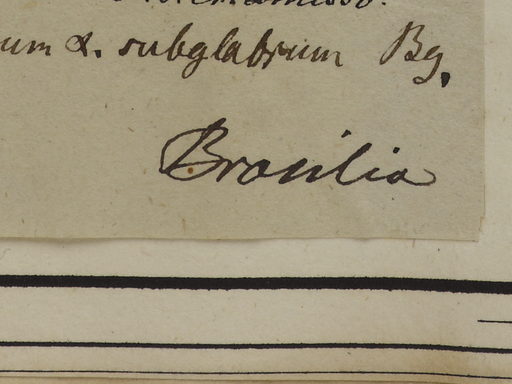 um α. subglabrum Bg.
Brasilia